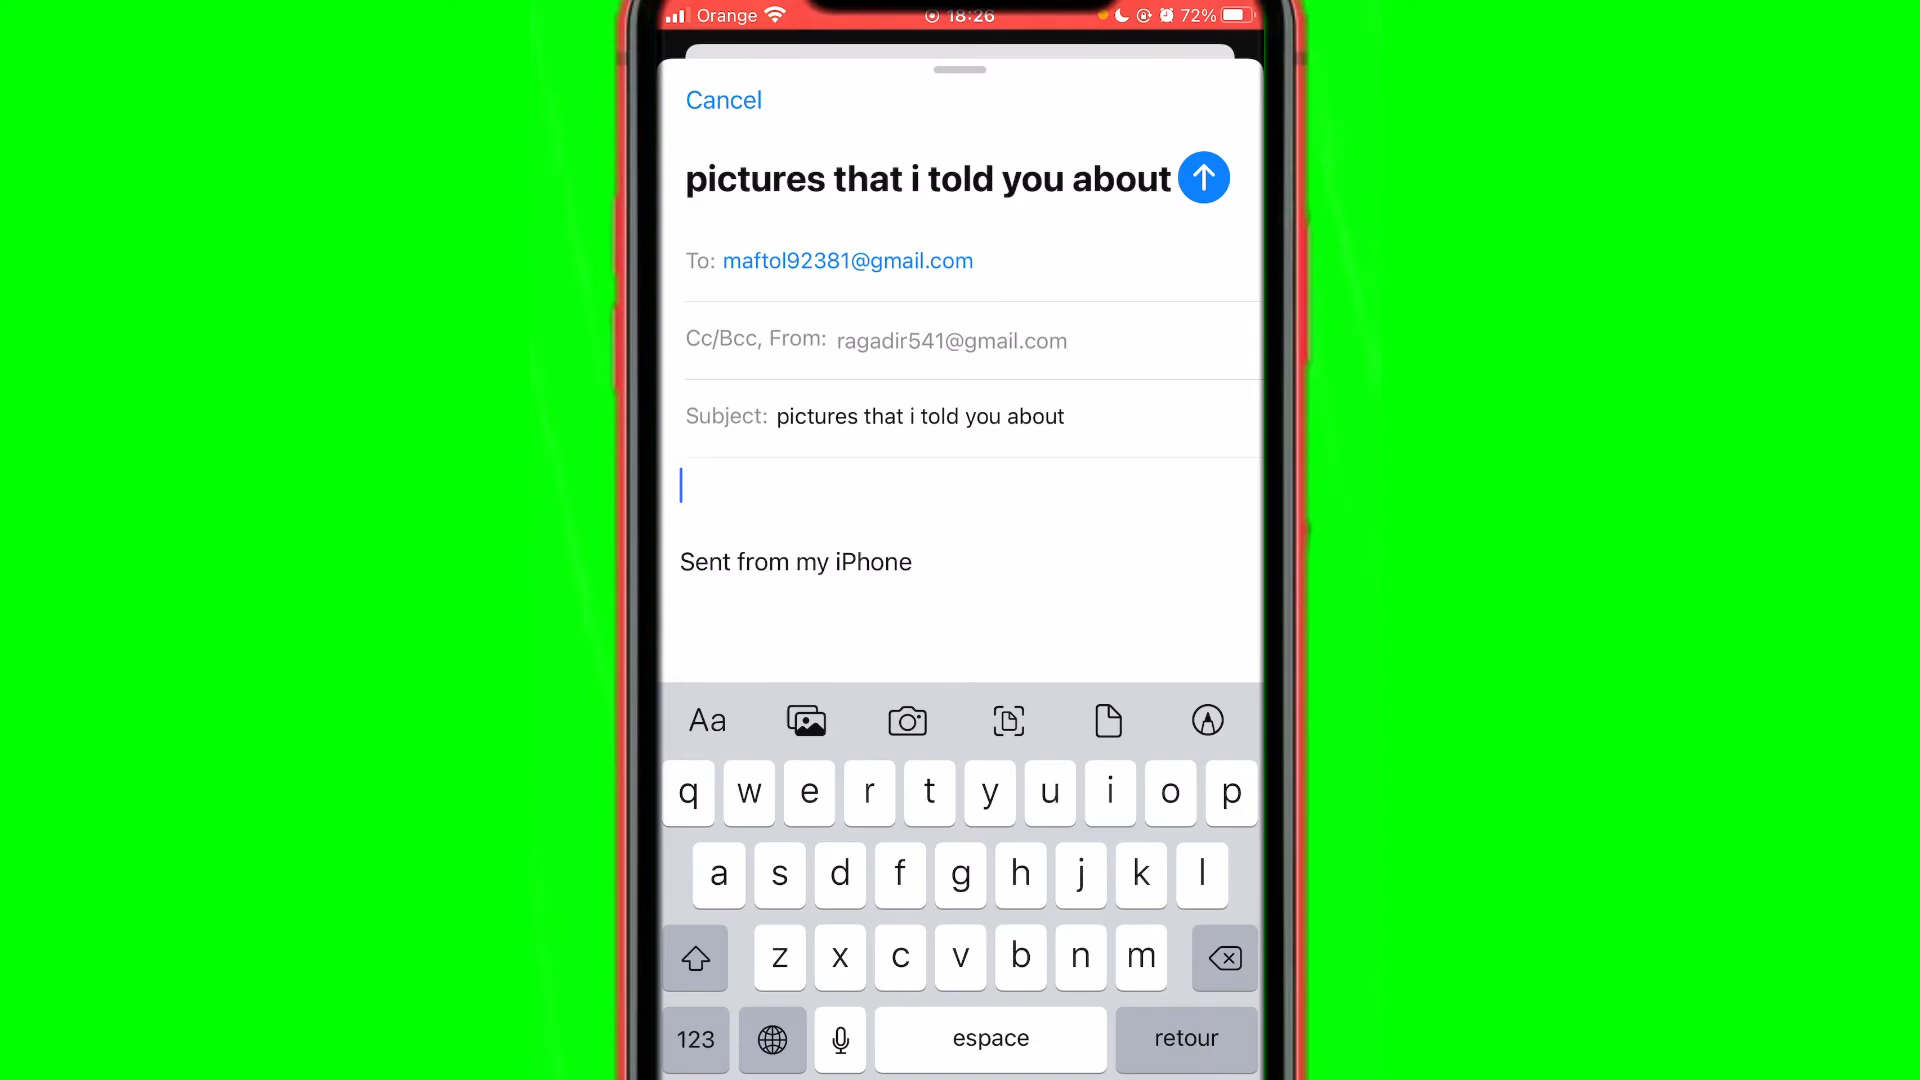 Orange 18:26 72%
Cancel
pictures that i told you about
To: maftol92381@gmail.com
Cc/Bcc, From: ragadir541@gmail.com
Subject: pictures that i told you about
Sent from my iPhone
Aa
q w e r t y u i o p
a s d f g h j k l
z x c v b n m
123 espace retour